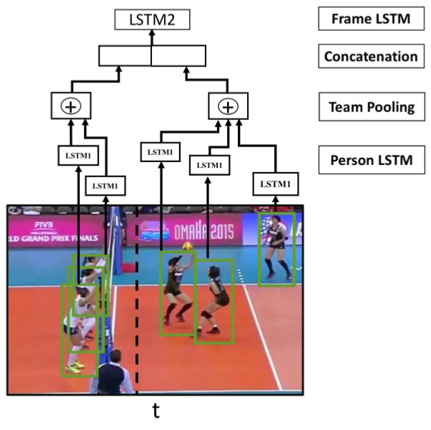 LSTM2
Frame LSTM
Concatenation
Team Pooling
Person LSTM
LSTM1
LSTM1
LSTM1
LSTM1
LSTM1
FIVB
LD GRAND PRIX FINALS
OMAHA 2015
t